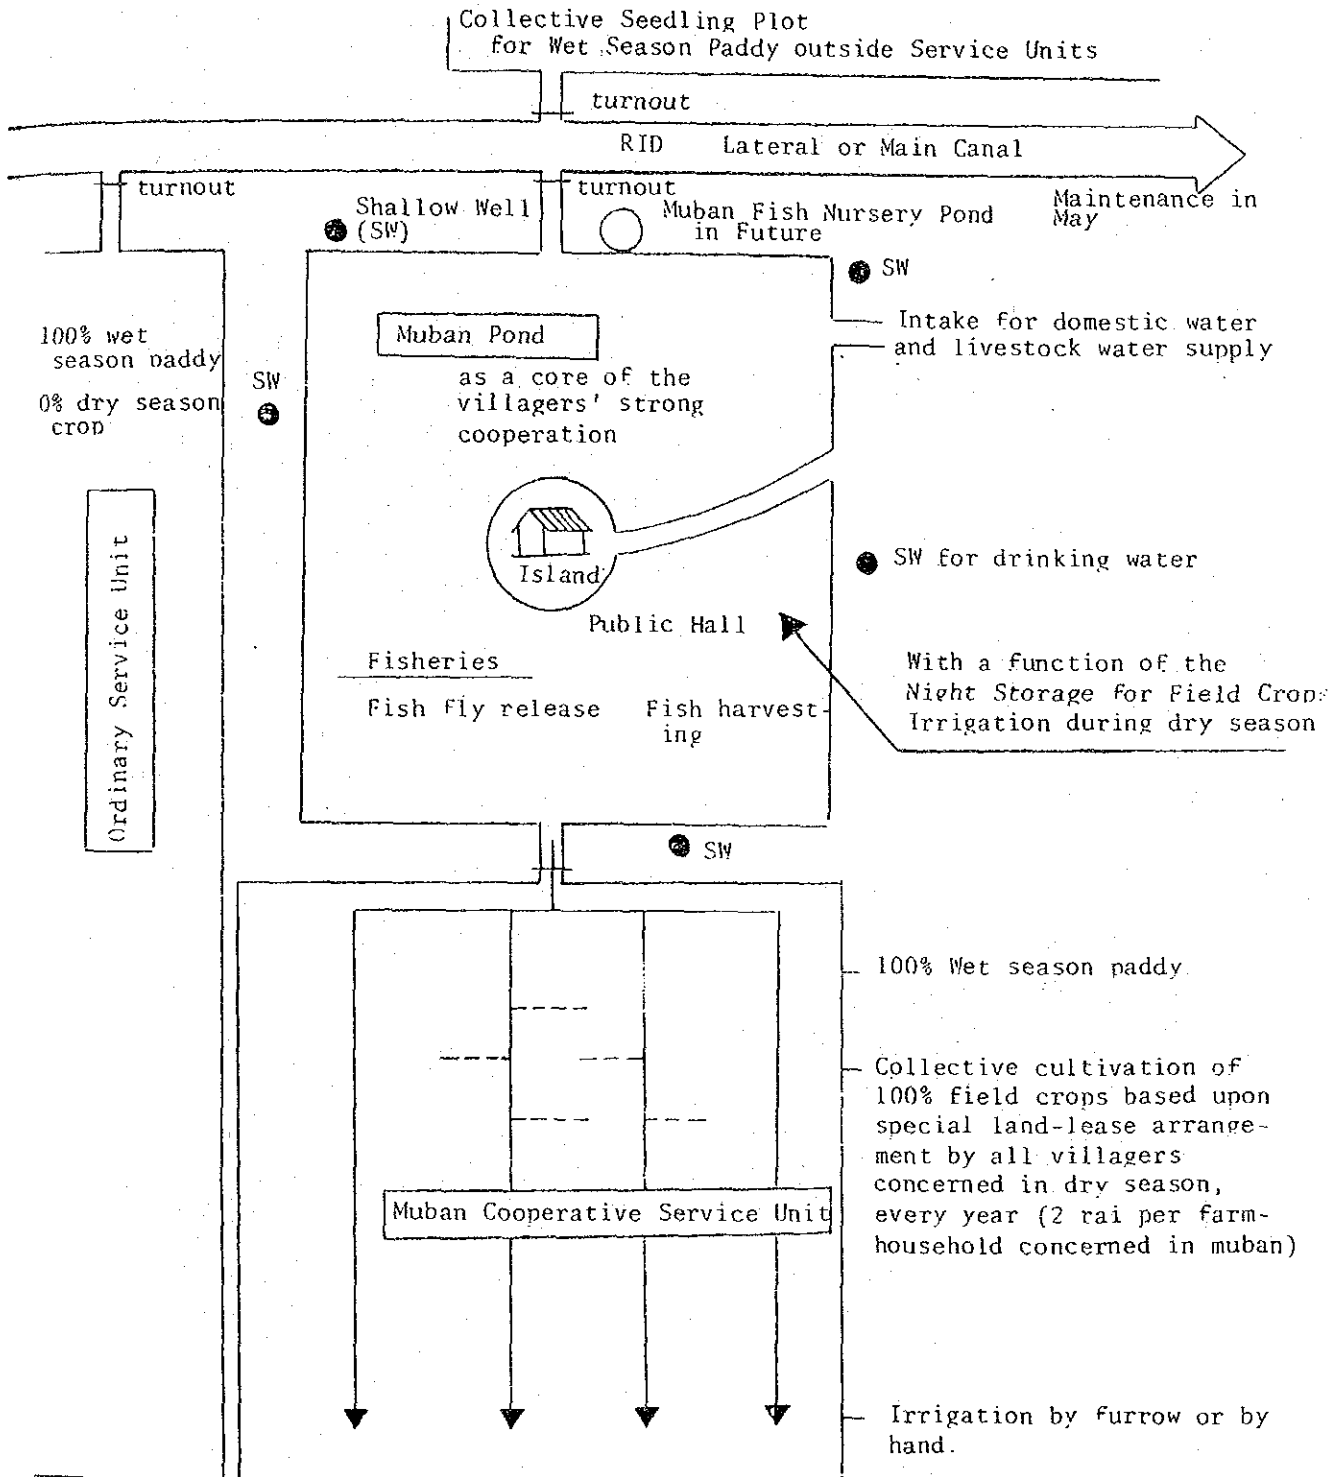 Collective Seedling Plot
for Wet Season Paddy outside Service Units
turnout
RID Lateral or Main Canal
turnout
turnout
Maintenance in
May
Shallow Well
(SW)
Muban Fish Nursery Pond
in Future
SW
100% wet
season paddy
0% dry season
crop
SW
Muban Pond
as a core of the
villagers' strong
cooperation
Intake for domestic water
and livestock water supply
Island
Public Hall
SW for drinking water
Ordinary Service Unit
Fisheries
Fish fly release
Fish harvest-
ing
With a function of the
Night Storage for Field Crops
Irrigation during dry season
SW
100% Wet season paddy
Collective cultivation of
100% field crops based upon
special land-lease arrange-
ment by all villagers
concerned in dry season,
every year (2 rai per farm-
household concerned in muban)
Muban Cooperative Service Unit
Irrigation by furrow or by
hand.